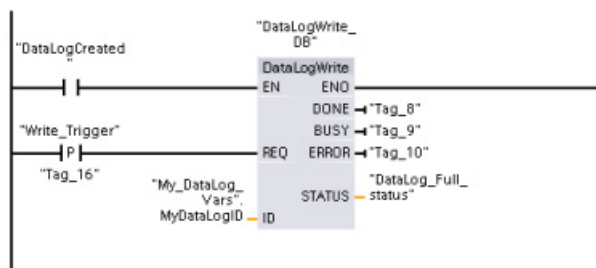 "DataLogWrite_
DB"
"DataLogCreated
"
DataLogWrite
EN ENO
DONE "Tag_8"
BUSY "Tag_9"
"Write_Trigger"
P
REQ ERROR "Tag_10"
"Tag_16"
"My_DataLog_
Vars".
MyDataLogID
ID
STATUS
"DataLog_Full_
status"